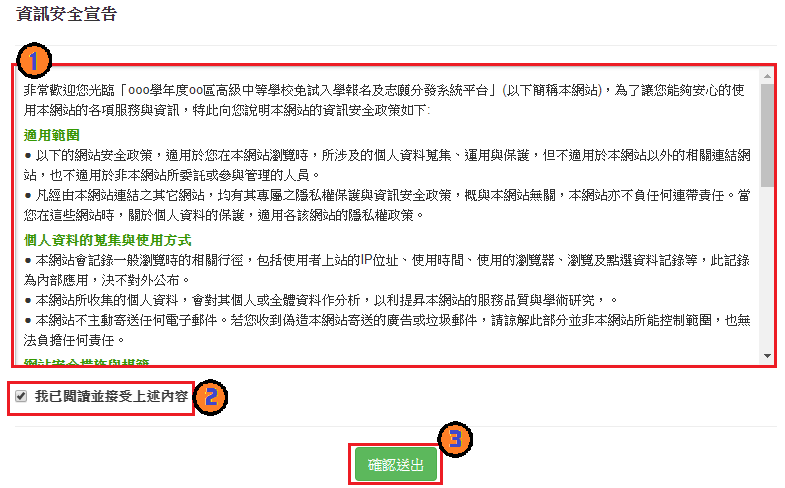 資訊安全宣告
1
非常歡迎您光臨「ooo學年度oo區高級中等學校免試入學報名及志願分發系統平台」(以下簡稱本網站)，為了讓您能夠安心的使
用本網站的各項服務與資訊，特此向您說明本網站的資訊安全政策如下:
適用範圍
● 以下的網站安全政策，適用於您在本網站瀏覽時，所涉及的個人資料蒐集、運用與保護，但不適用於本網站以外的相關連結網
站，也不適用於非本網站所委託或參與管理的人員。
● 凡經由本網站連結之其它網站，均有其專屬之隱私權保護與資訊安全政策，概與本網站無關，本網站亦不負任何連帶責任。當
您在這些網站時，關於個人資料的保護，適用各該網站的隱私權政策。
個人資料的蒐集與使用方式
● 本網站會記錄一般瀏覽時的相關行徑，包括使用者上站的IP位址、使用時間、使用的瀏覽器、瀏覽及點選資料記錄等，此記錄
為內部應用，決不對外公布。
● 本網站所收集的個人資料，會對其個人或全體資料作分析，以利提昇本網站的服務品質與學術研究，。
● 本網站不主動寄送任何電子郵件。若您收到偽造本網站寄送的廣告或垃圾郵件，請諒解此部分並非本網站所能控制範圍，也無
法負擔任何責任。
網站安全措施與規範
我已閱讀並接受上述內容
2
3
確認送出